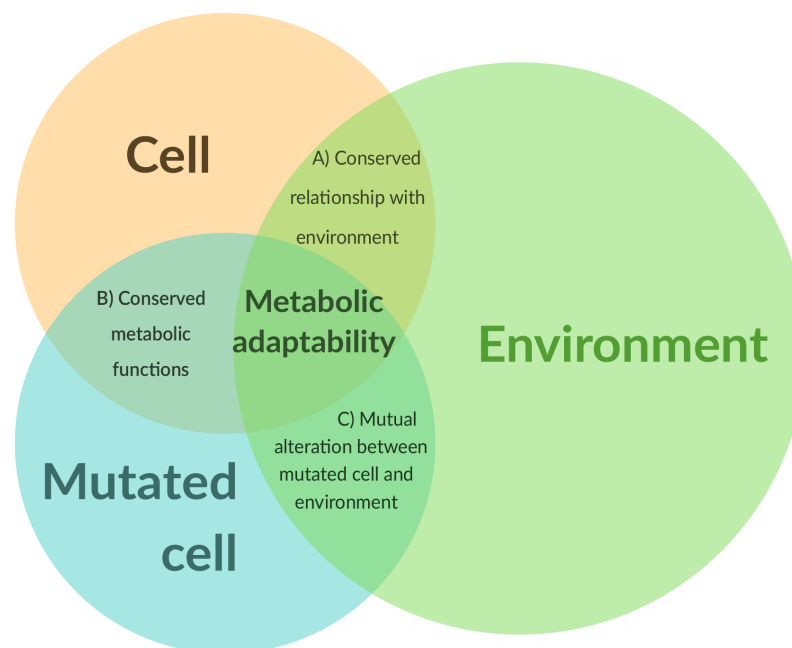 Cell
A) Conserved
relationship with
environment
B) Conserved
metabolic
functions
Metabolic
adaptability
Environment
C) Mutual
alteration between
mutated cell and
environment
Mutated
cell